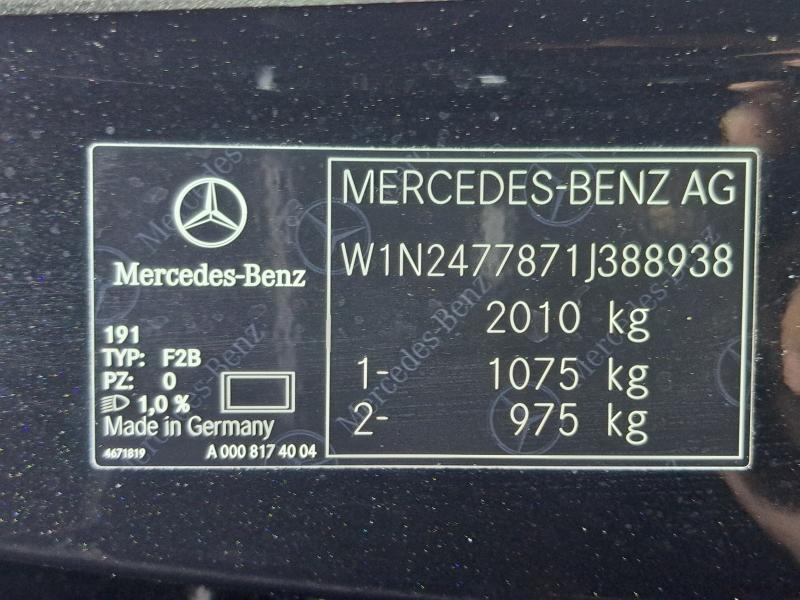 Mercedes-Benz
191
TYP: F2B
PZ: 0
1,0 %
Made in Germany
4671819
A 000 817 40 04
MERCEDES-BENZ AG
W1N2477871J388938
2010 kg
1- 1075 kg
2- 975 kg